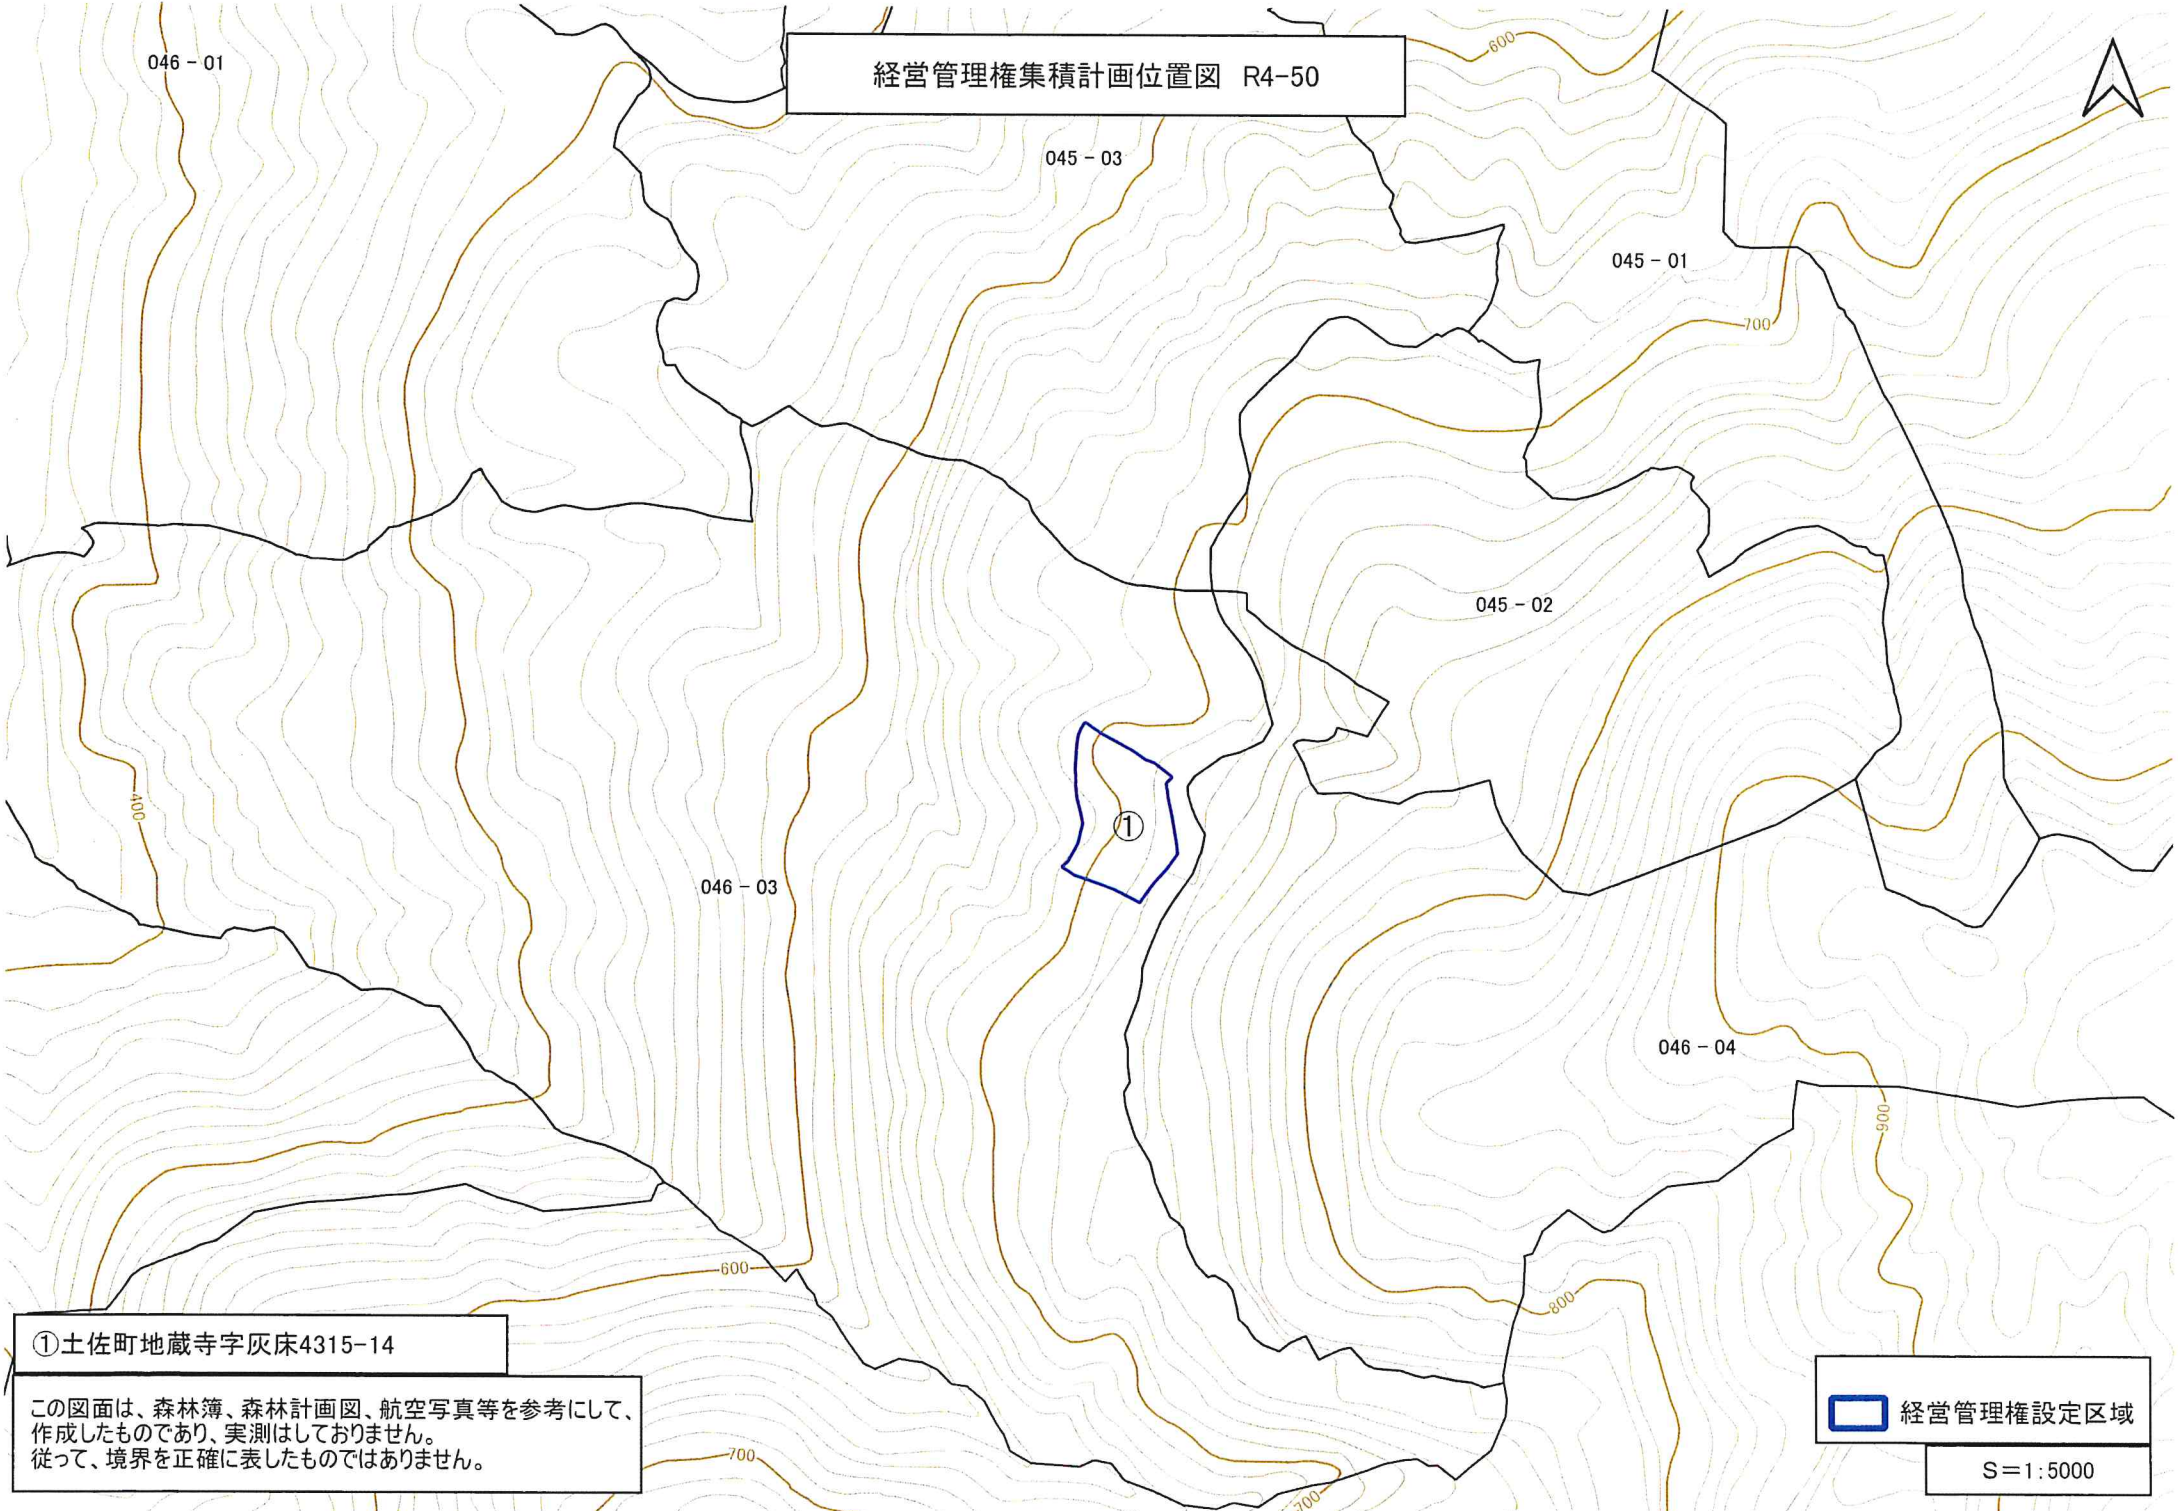 046-01
経営管理権集積計画位置図 R4-50
600
045-03
045-01
700
045-02
400
①
046-03
046-04
900
600
800
①土佐町地蔵寺字灰床4315-14
この図面は、森林簿、森林計画図、航空写真等を参考にして、
作成したものであり、実測はしておりません。
従って、境界を正確に表したものではありません。
700
700
経営管理権設定区域
S=1:5000